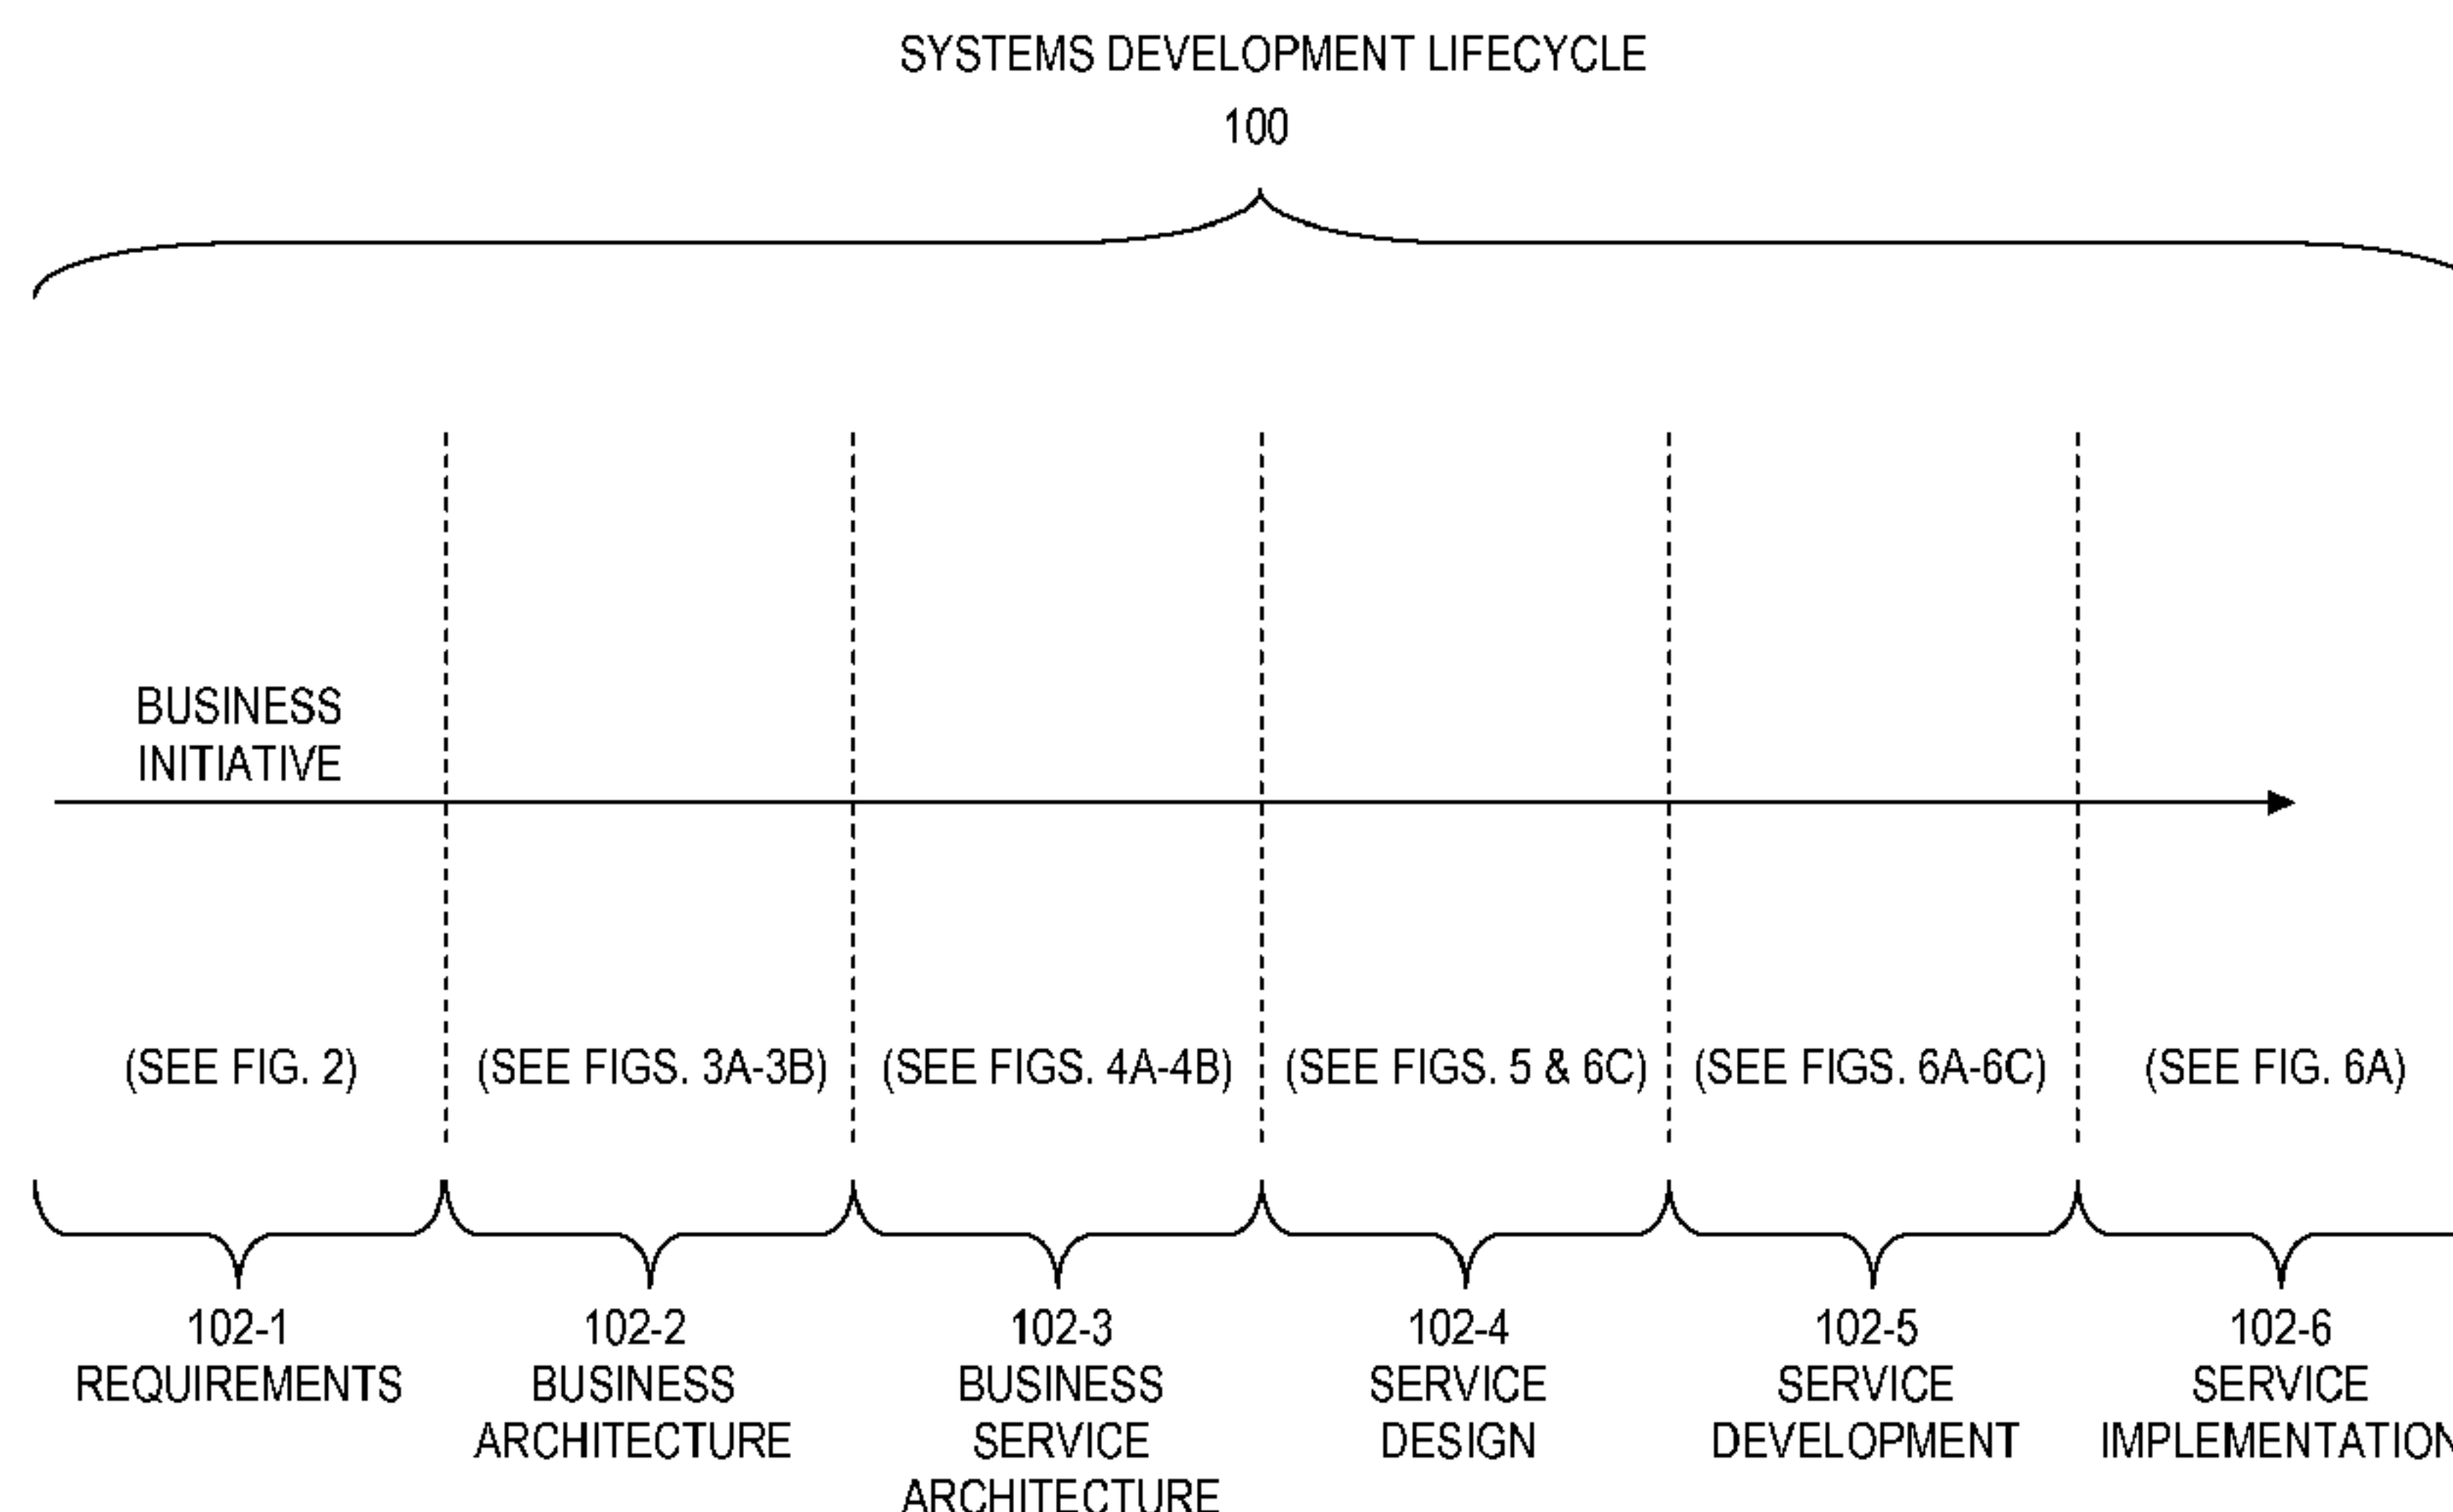 SYSTEMS DEVELOPMENT LIFECYCLE
100
BUSINESS
INITIATIVE
(SEE FIG. 2)
(SEE FIGS. 3A-3B)
(SEE FIGS. 4A-4B)
(SEE FIGS. 5 & 6C)
(SEE FIGS. 6A-6C)
(SEE FIG. 6A)
102-1
REQUIREMENTS
102-2
BUSINESS
ARCHITECTURE
102-3
BUSINESS
SERVICE
ARCHITECTURE
102-4
SERVICE
DESIGN
102-5
SERVICE
DEVELOPMENT
102-6
SERVICE
IMPLEMENTATION